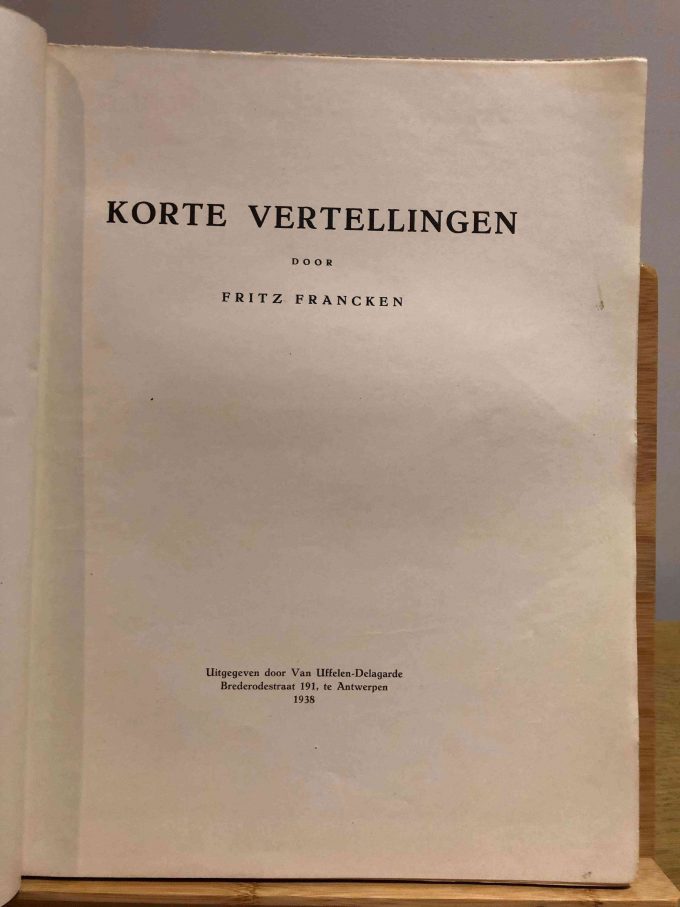 KORTE VERTELLINGEN
DOOR
FRITZ FRANCKEN
Uitgegeven door Van Uffelen-Delagarde
Brederodestraat 191, te Antwerpen
1938